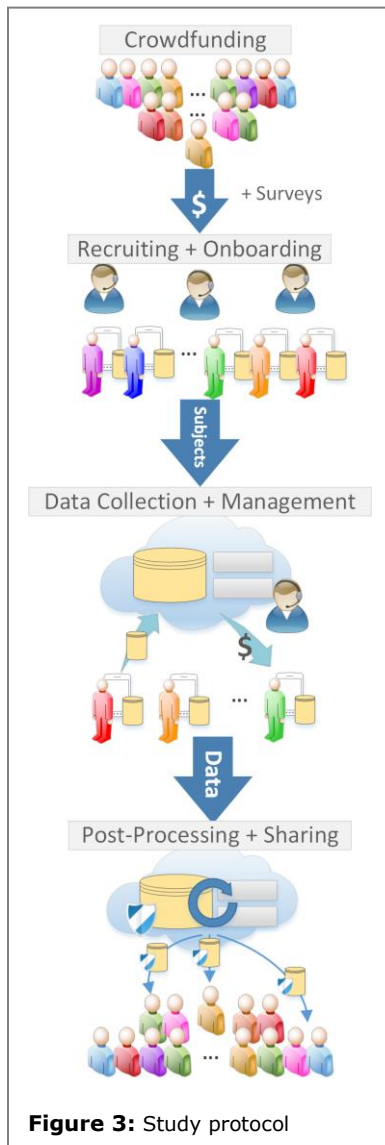 Crowdfunding
...
...
$
+ Surveys
Recruiting + Onboarding
...
Subjects
Data Collection + Management
$
...
Data
Post-Processing + Sharing
...
Figure 3: Study protocol